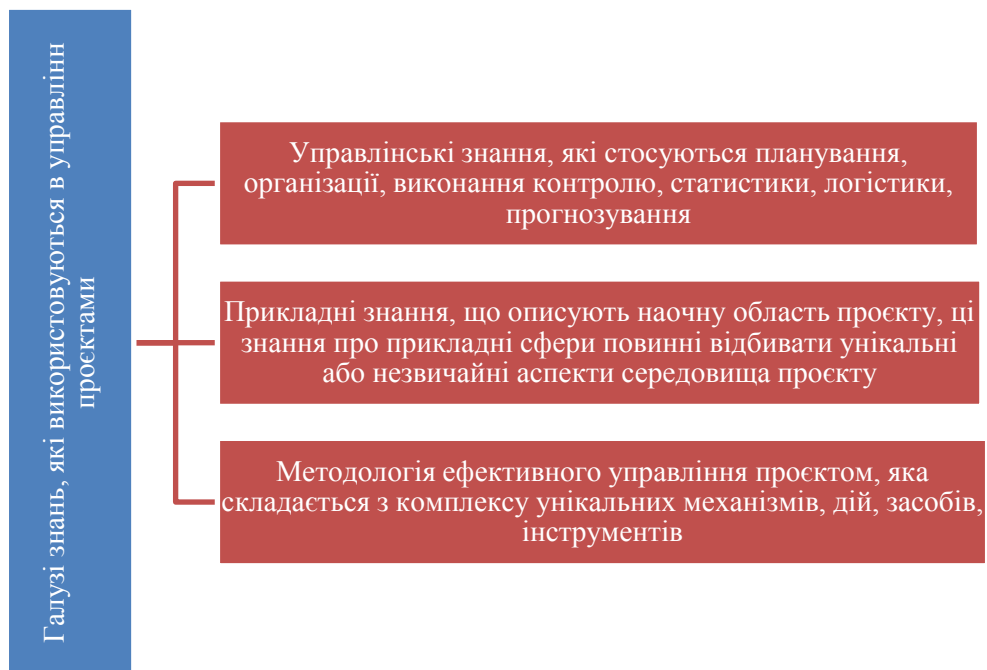 Галузі знань, які використовуються в управлінн
проєктами
Управлінські знання, які стосуються планування,
організації, виконання контролю, статистики, логістики,
прогнозування
Прикладні знання, що описують наочну область проєкту, ці
знання про прикладні сфери повинні відбивати унікальні
або незвичайні аспекти середовища проєкту
Методологія ефективного управління проєктом, яка
складається з комплексу унікальних механізмів, дій, засобів,
інструментів